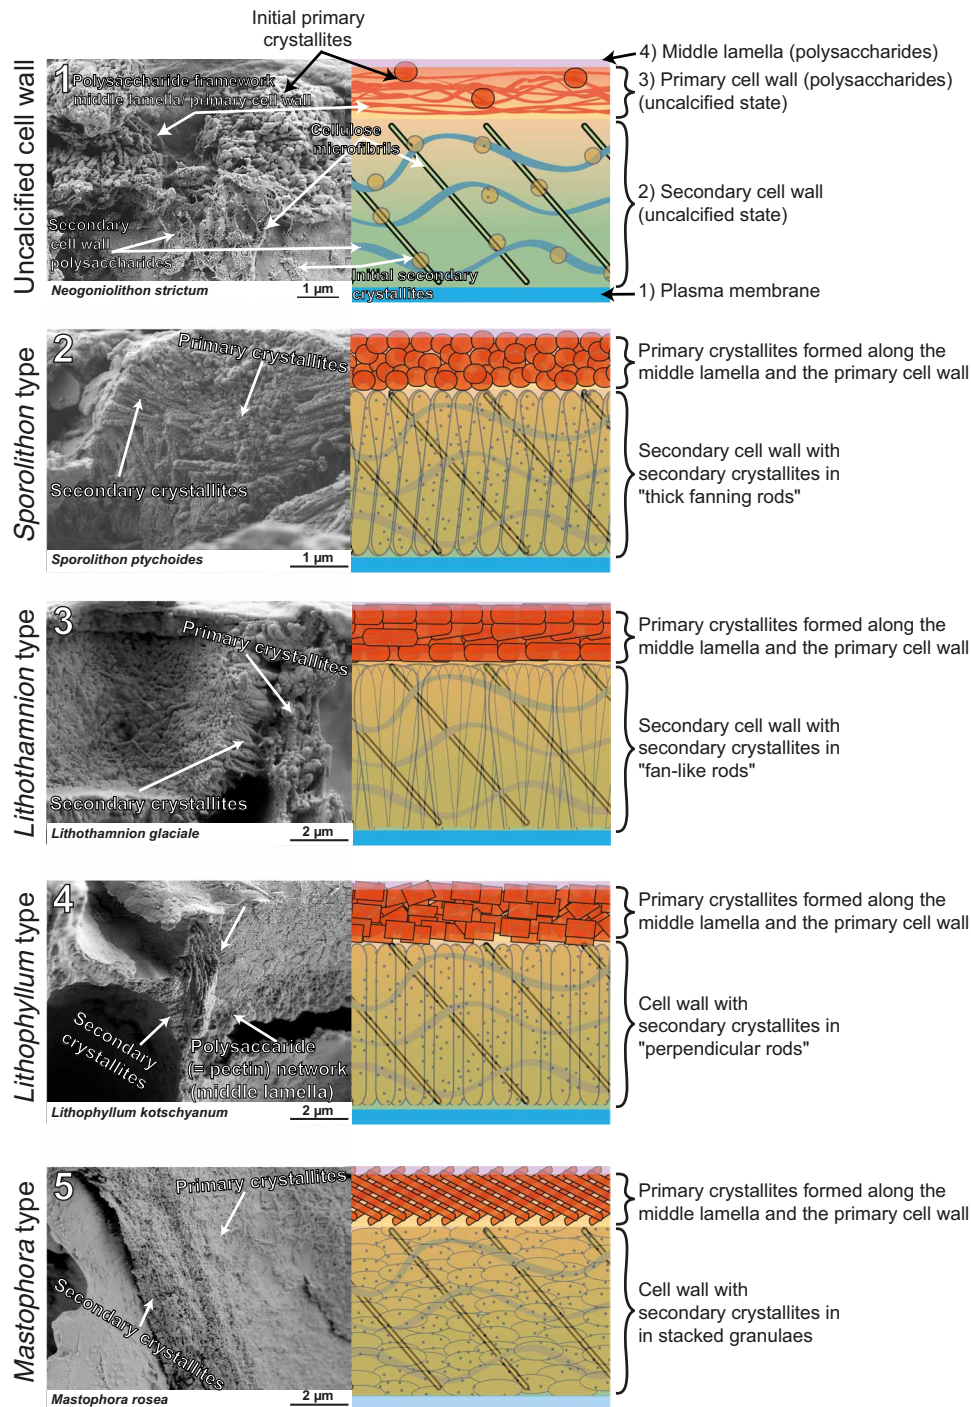 Initial primary
crystallites
4) Middle lamella (polysaccharides)
3) Primary cell wall (polysaccharides)
(uncalcified state)
2) Secondary cell wall
(uncalcified state)
1) Plasma membrane
Uncalcified cell wall
1
Polysaccharide framework
middle lamella/ primary cell wall
Cellulose
microfibrils
Secondary
cell wall
polysaccharides
Initial secondary
crystallites
Neogoniolithon strictum
1 µm
Sporolithon type
2
Primary crystallites
Secondary crystallites
Sporolithon ptychoides
1 µm
Primary crystallites formed along the
middle lamella and the primary cell wall
Secondary cell wall with
secondary crystallites in
"thick fanning rods"
Lithothamnion type
3
Primary crystallites
Secondary crystallites
Lithothamnion glaciale
2 µm
Primary crystallites formed along the
middle lamella and the primary cell wall
Secondary cell wall with
secondary crystallites in
"fan-like rods"
Lithophyllum type
4
Secondary
crystallites
Polysaccaride
(= pectin) network
(middle lamella)
Lithophyllum kotschyanum
2 µm
Primary crystallites formed along the
middle lamella and the primary cell wall
Cell wall with
secondary crystallites in
"perpendicular rods"
Mastophora type
5
Primary crystallites
Secondary crystallites
Mastophora rosea
2 µm
Primary crystallites formed along the
middle lamella and the primary cell wall
Cell wall with
secondary crystallites in
in stacked granulaes